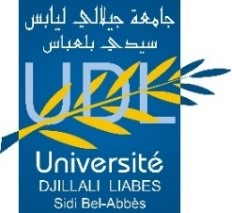 جامعة جيلالي ليابس
سيدي بلعباس
UDL
Université
DJILLALI LIABES
Sidi Bel-Abbès